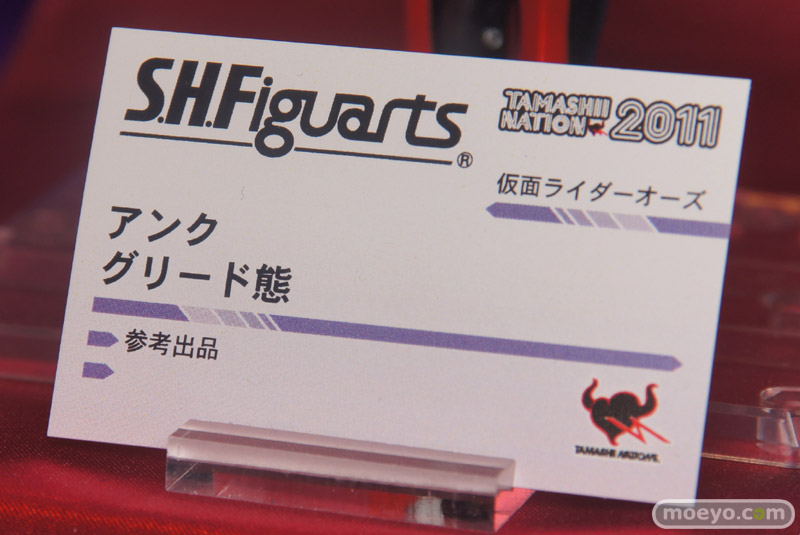 S.H.Figuarts®
TAMASHII
NATION 2011
仮面ライダーオーズ
アンク
グリード態
参考出品
TAMASHII NATIONS
moeyo.com